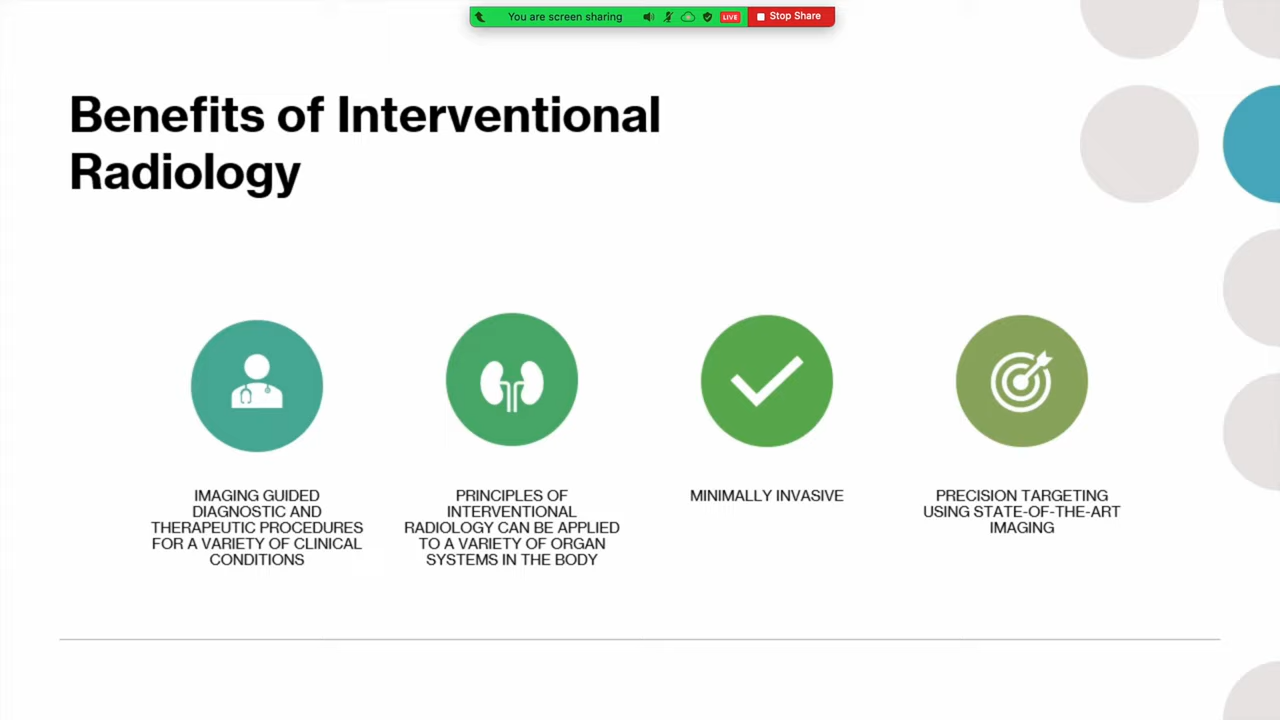 You are screen sharing
LIVE
Stop Share
Benefits of Interventional
Radiology
IMAGING GUIDED
DIAGNOSTIC AND
THERAPEUTIC PROCEDURES
FOR A VARIETY OF CLINICAL
CONDITIONS
PRINCIPLES OF
INTERVENTIONAL
RADIOLOGY CAN BE APPLIED
TO A VARIETY OF ORGAN
SYSTEMS IN THE BODY
MINIMALLY INVASIVE
PRECISION TARGETING
USING STATE-OF-THE-ART
IMAGING